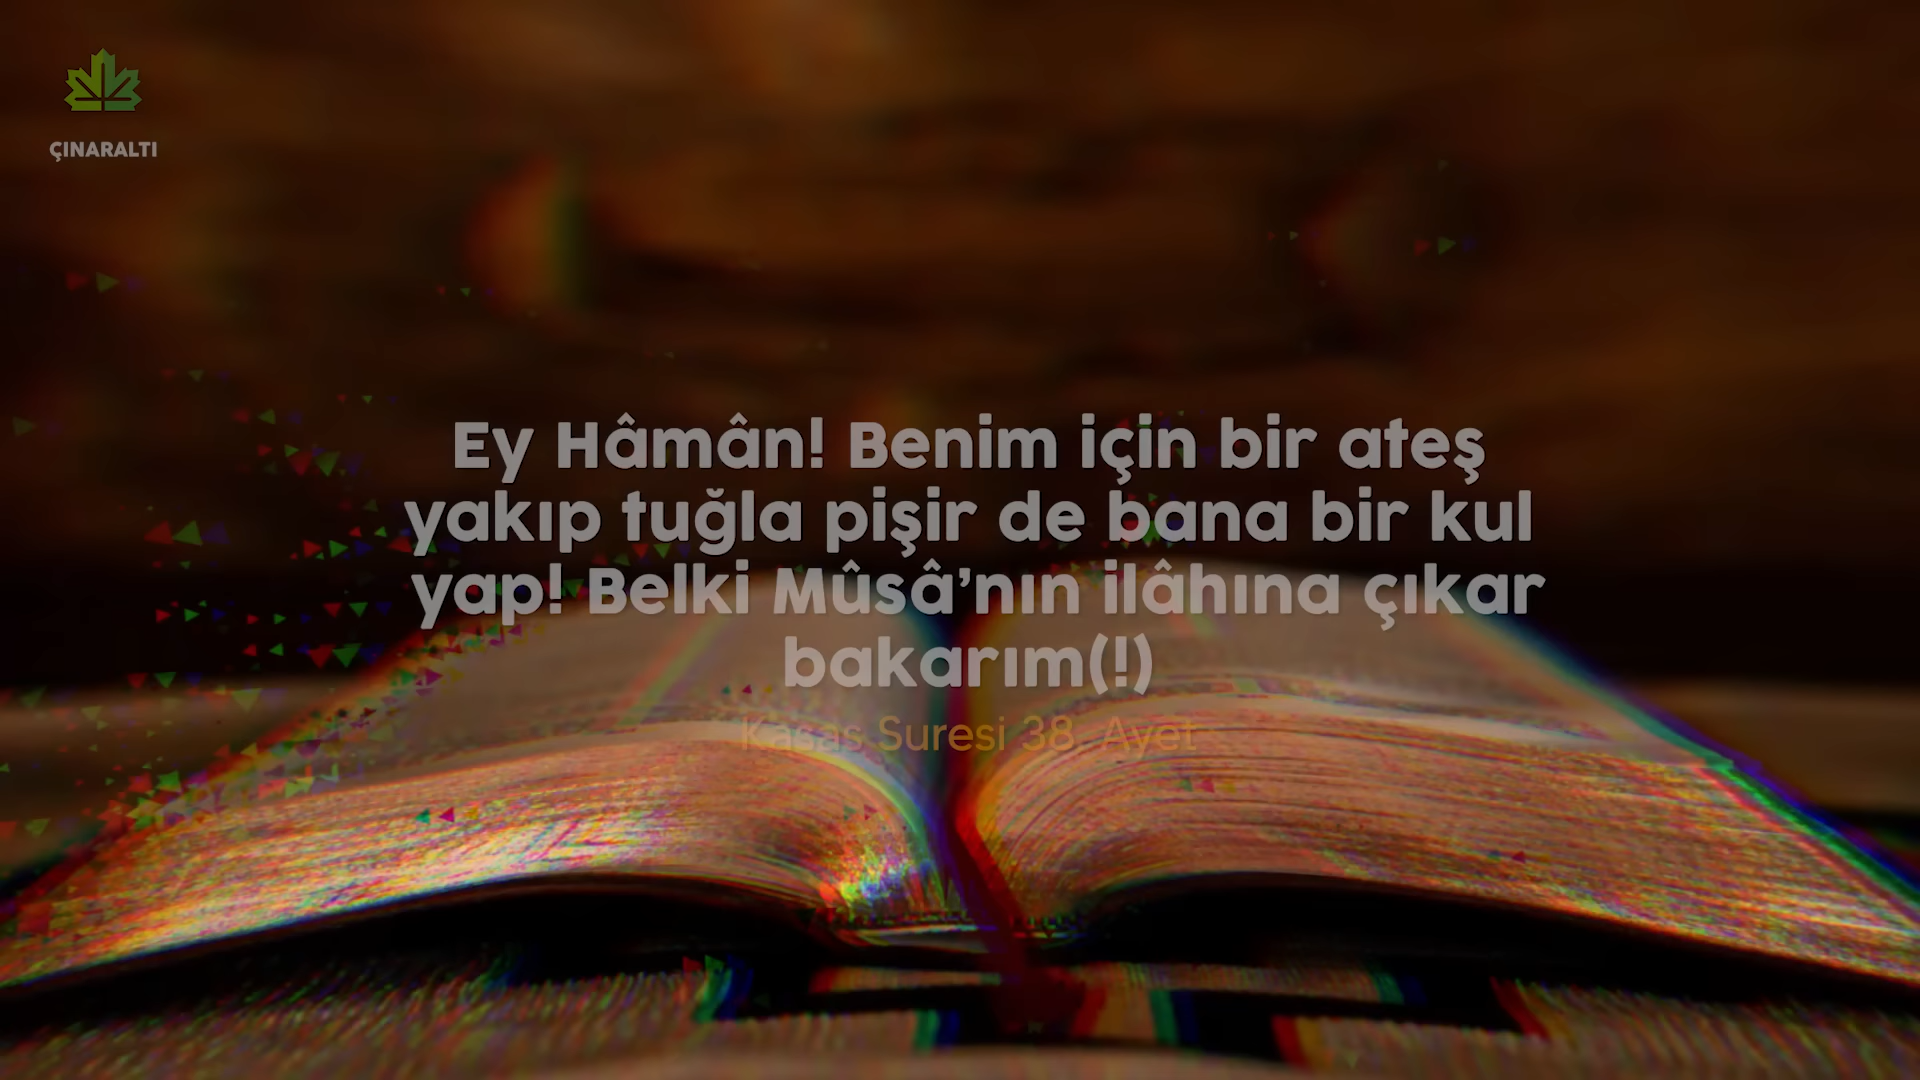 ÇINARALTI
Ey Hâmân! Benim için bir ateş
yakıp tuğla pişir de bana bir kul
yap! Belki Mûsâ'nın ilâhına çıkar
bakarım(!)
Kasas Suresi 38. Ayet